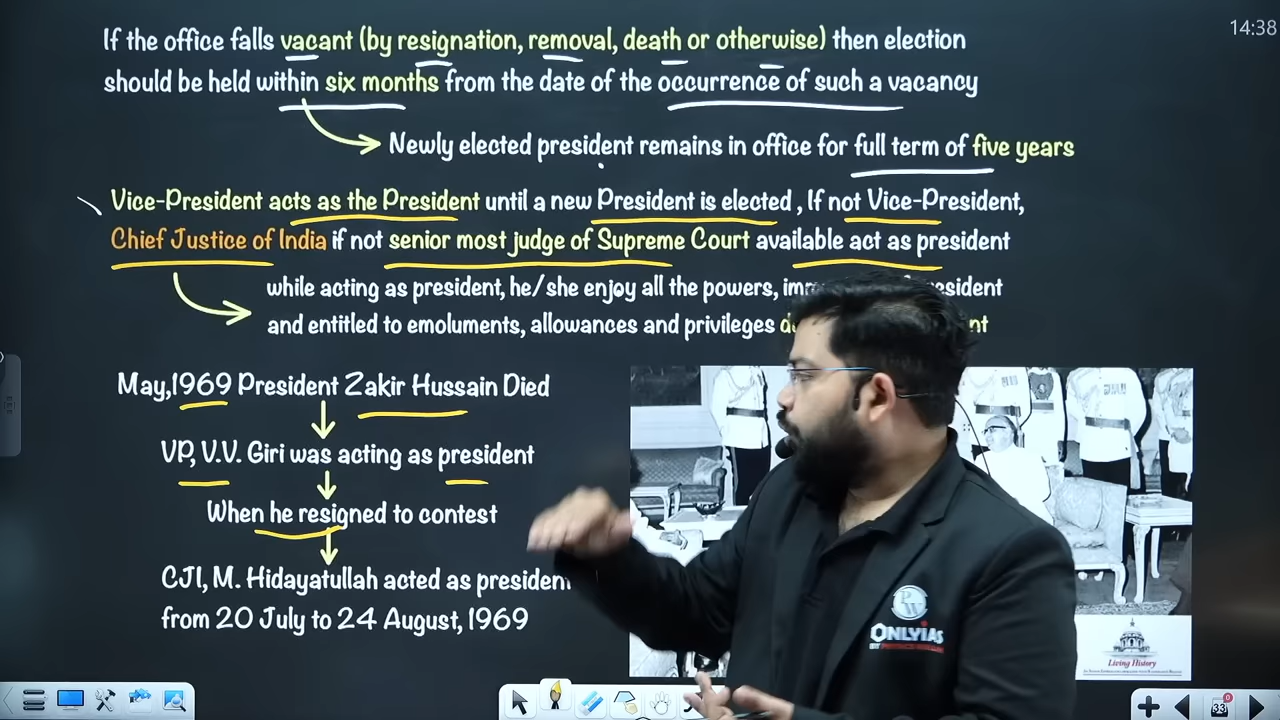 14:38
If the office falls vacant (by resignation, removal, death or otherwise) then election
should be held within six months from the date of the occurrence of such a vacancy
Newly elected president remains in office for full term of five years
Vice-President acts as the President until a new President is elected , If not Vice-President,
Chief Justice of India if not senior most judge of Supreme Court available act as president
while acting as president, he/she enjoy all the powers,
and entitled to emoluments, allowances and privileges
May,1969 President Zakir Hussain Died
VP, V.V. Giri was acting as president
When he resigned to contest
CJI, M. Hidayatullah acted as president
from 20 July to 24 August, 1969
PW
ONLYIAS
BY PHYSICS WALLAH
Living History
33